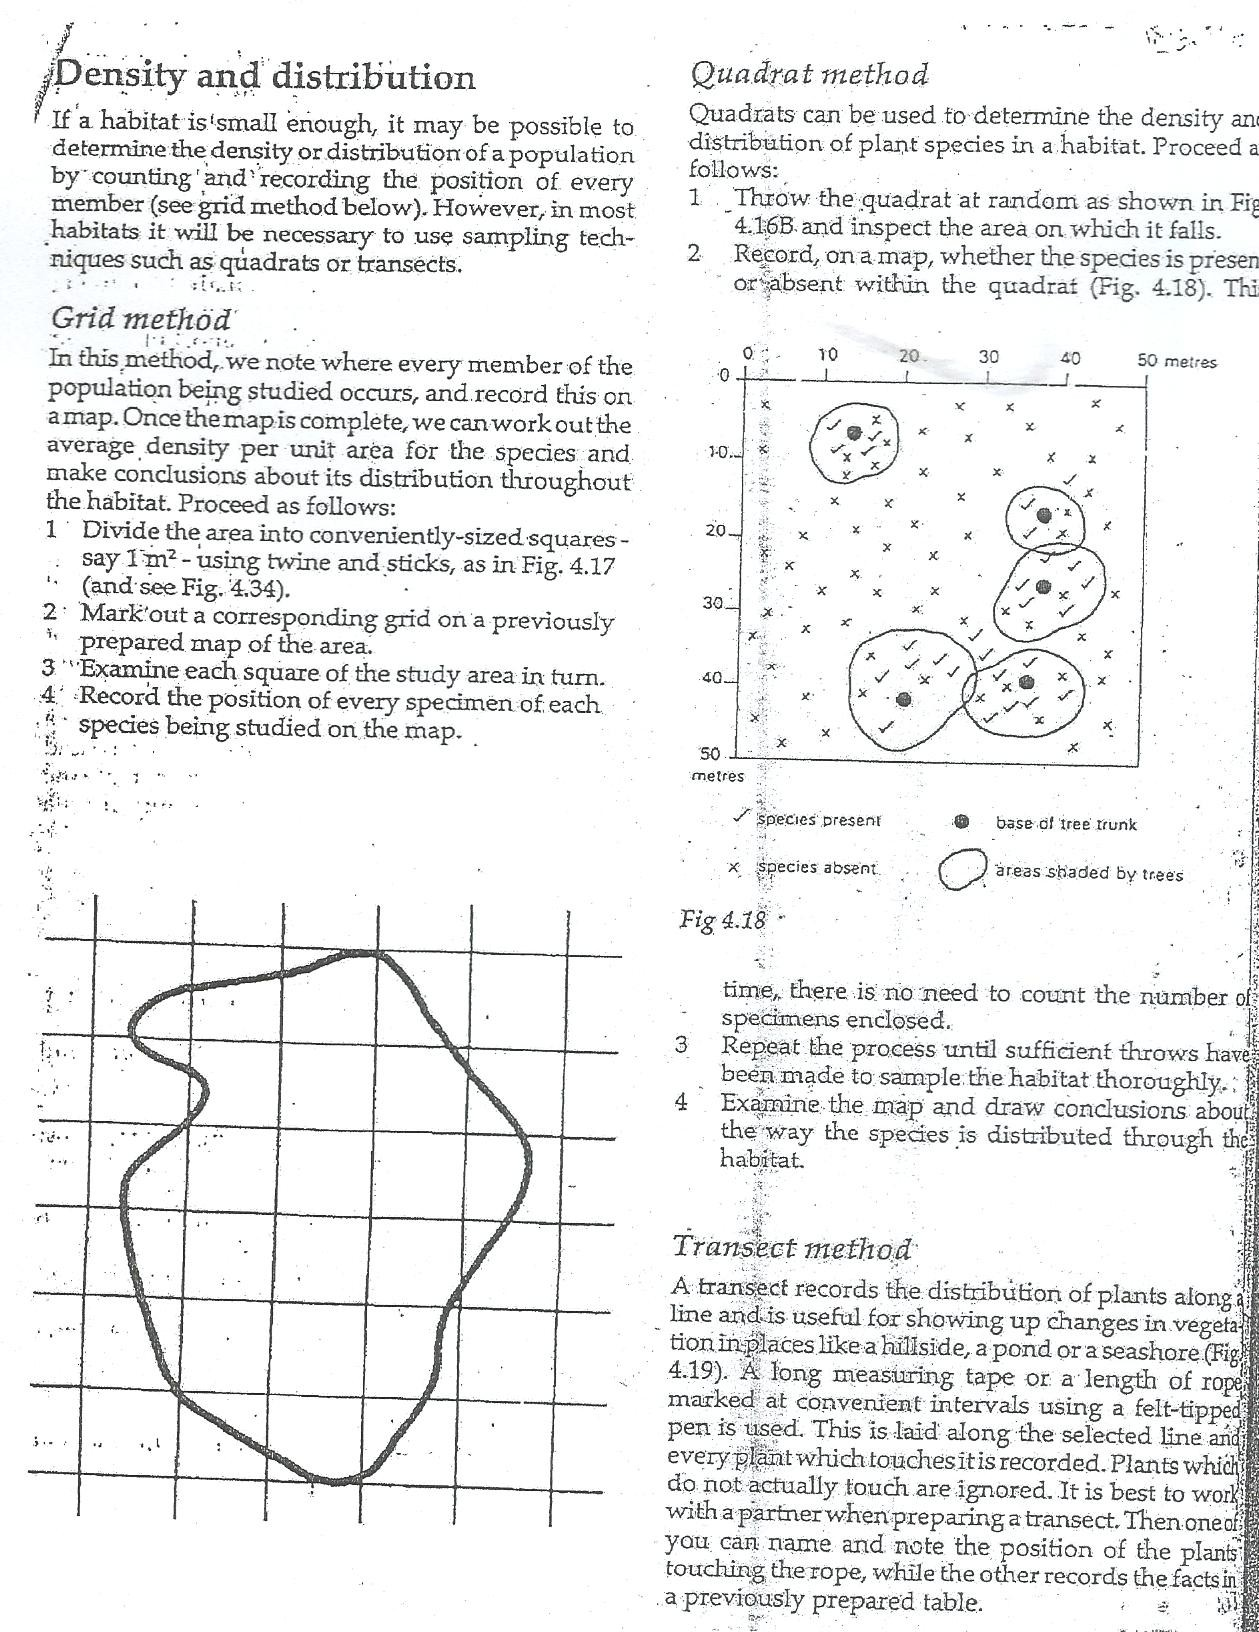 Density and distribution
If a habitat is small enough, it may be possible to
determine the density or distribution of a population
by counting and recording the position of every
member (see grid method below). However, in most
habitats it will be necessary to use sampling tech-
niques such as quadrats or transects.
Grid method
In this method, we note where every member of the
population being studied occurs, and record this on
a map. Once the map is complete, we can work out the
average density per unit area for the species and
make conclusions about its distribution throughout
the habitat. Proceed as follows:
1 Divide the area into conveniently-sized squares -
say 1 m² - using twine and sticks, as in Fig. 4.17
(and see Fig. 4.34).
2 Mark out a corresponding grid on a previously
prepared map of the area.
3 Examine each square of the study area in turn.
4 Record the position of every specimen of each
species being studied on the map.
Quadrat method
Quadrats can be used to determine the density and
distribution of plant species in a habitat. Proceed a
follows:
1 Throw the quadrat at random as shown in Fig
4.16B and inspect the area on which it falls.
2 Record, on a map, whether the species is presen
or absent within the quadrat (Fig. 4.18). Thi
0 10 20 30 40 50 metres
0
10
20
30
40
50
metres
✓ species present
base of tree trunk
x species absent
areas shaded by trees
Fig 4.18
time, there is no need to count the number of
specimens enclosed.
3 Repeat the process until sufficient throws have
been made to sample the habitat thoroughly.
4 Examine the map and draw conclusions about
the way the species is distributed through the
habitat.
Transect method
A transect records the distribution of plants along a
line and is useful for showing up changes in vegeta-
tion in places like a hillside, a pond or a seashore (Fig
4.19). A long measuring tape or a length of rope
marked at convenient intervals using a felt-tipped
pen is used. This is laid along the selected line and
every plant which touches it is recorded. Plants which
do not actually touch are ignored. It is best to work
with a partner when preparing a transect. Then one of
you can name and note the position of the plants
touching the rope, while the other records the facts in
a previously prepared table.